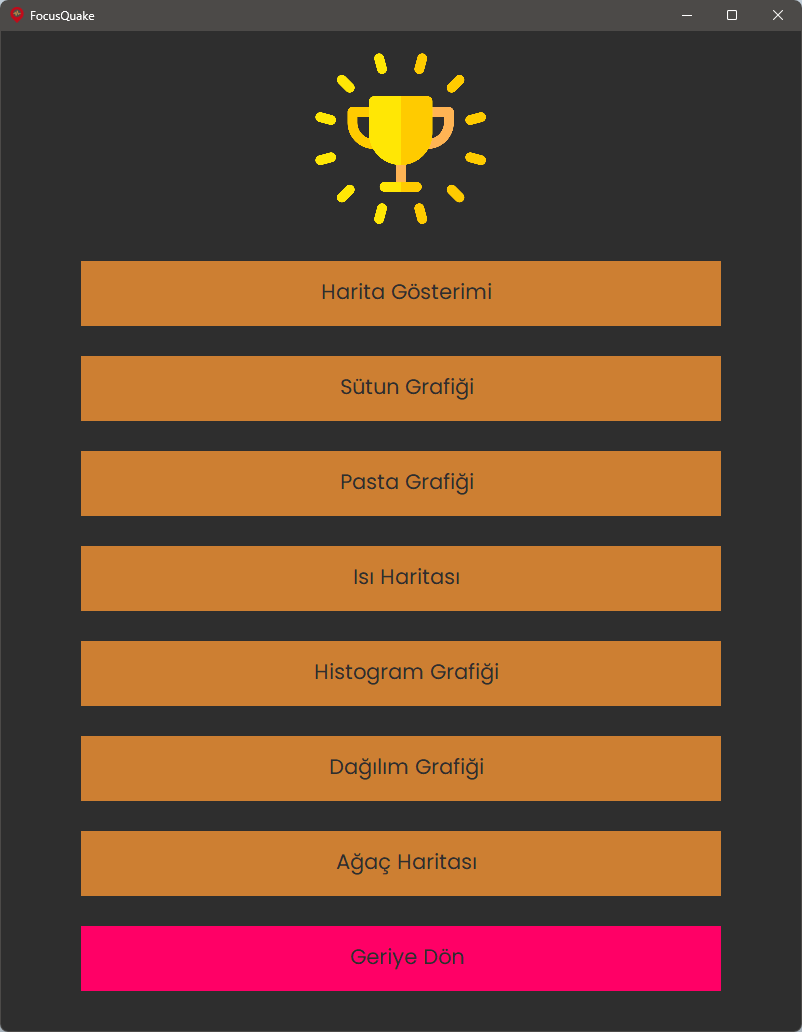 FocusQuake
Harita Gösterimi
Sütun Grafiği
Pasta Grafiği
Isı Haritası
Histogram Grafiği
Dağılım Grafiği
Ağaç Haritası
Geriye Dön